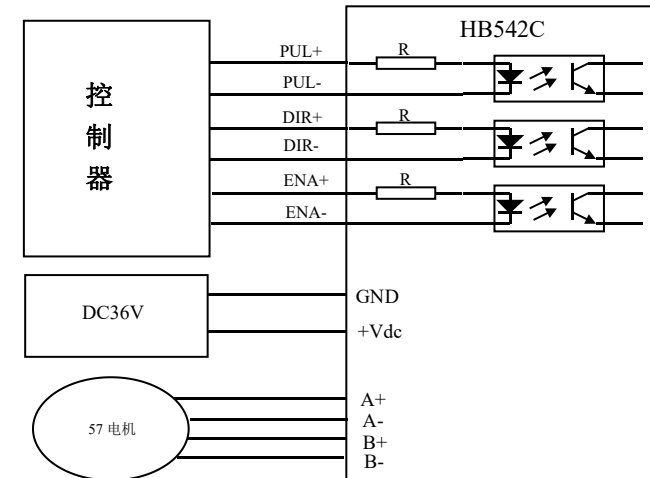 HB542C
控
制
器
PUL+
R
PUL-
DIR+
R
DIR-
ENA+
R
ENA-
DC36V
GND
+Vdc
57 电机
A+
A-
B+
B-